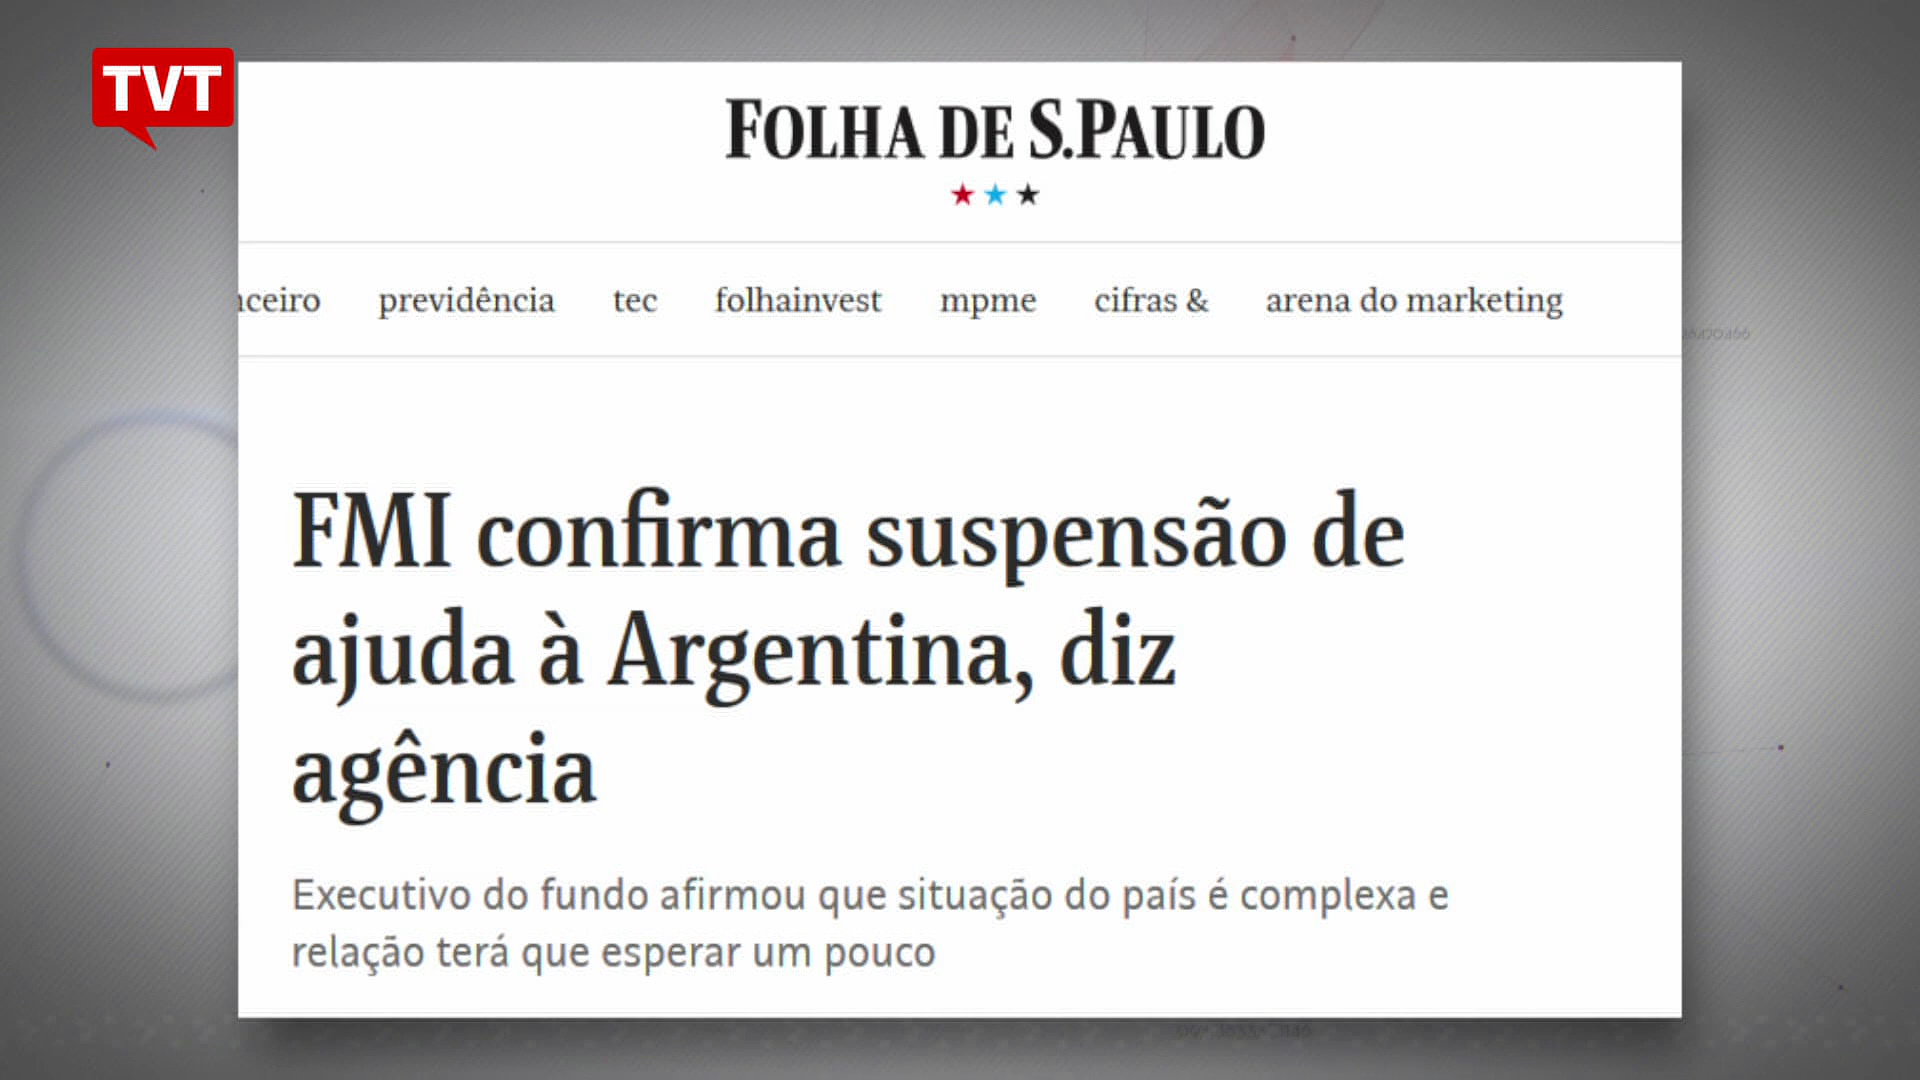 TVT
FOLHA DE S.PAULO
nceiro previdência tec folhainvest mpme cifras & arena do marketing
FMI confirma suspensão de
ajuda à Argentina, diz
agência
Executivo do fundo afirmou que situação do país é complexa e
relação terá que esperar um pouco